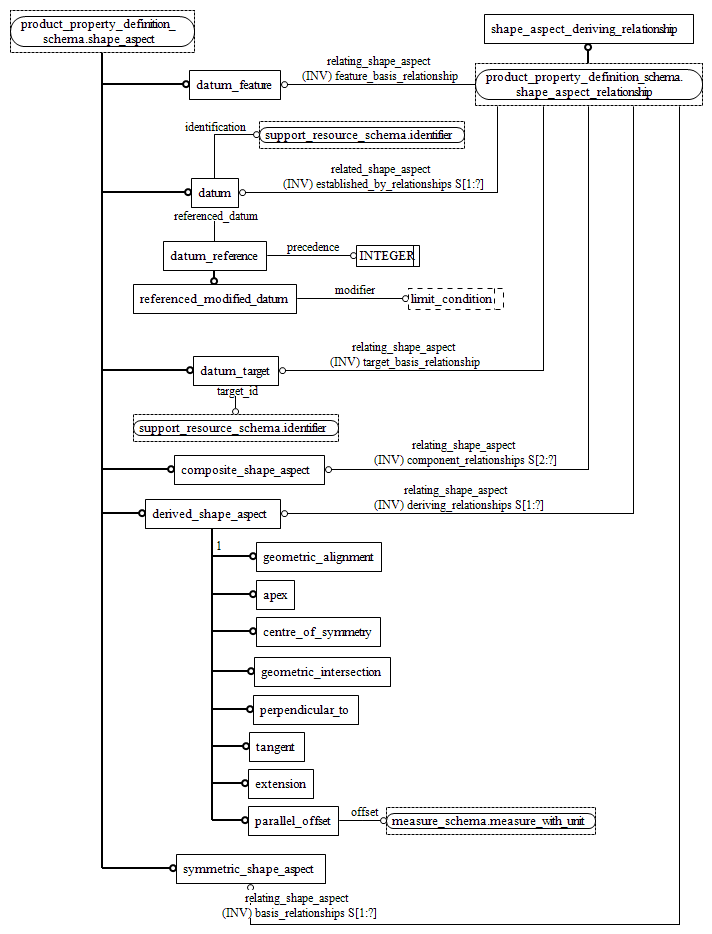 product_property_definition_
schema.shape_aspect
shape_aspect_deriving_relationship
relating_shape_aspect
(INV) feature_basis_relationship
datum_feature
product_property_definition_schema.
shape_aspect_relationship
identification
support_resource_schema.identifier
related_shape_aspect
(INV) established_by_relationships S[1:?]
datum
referenced_datum
datum_reference
precedence
INTEGER
referenced_modified_datum
modifier
limit_condition
relating_shape_aspect
(INV) target_basis_relationship
datum_target
target_id
support_resource_schema.identifier
relating_shape_aspect
(INV) component_relationships S[2:?]
composite_shape_aspect
relating_shape_aspect
(INV) deriving_relationships S[1:?]
derived_shape_aspect
1
geometric_alignment
apex
centre_of_symmetry
geometric_intersection
perpendicular_to
tangent
extension
parallel_offset
offset
measure_schema.measure_with_unit
symmetric_shape_aspect
relating_shape_aspect
(INV) basis_relationships S[1:?]